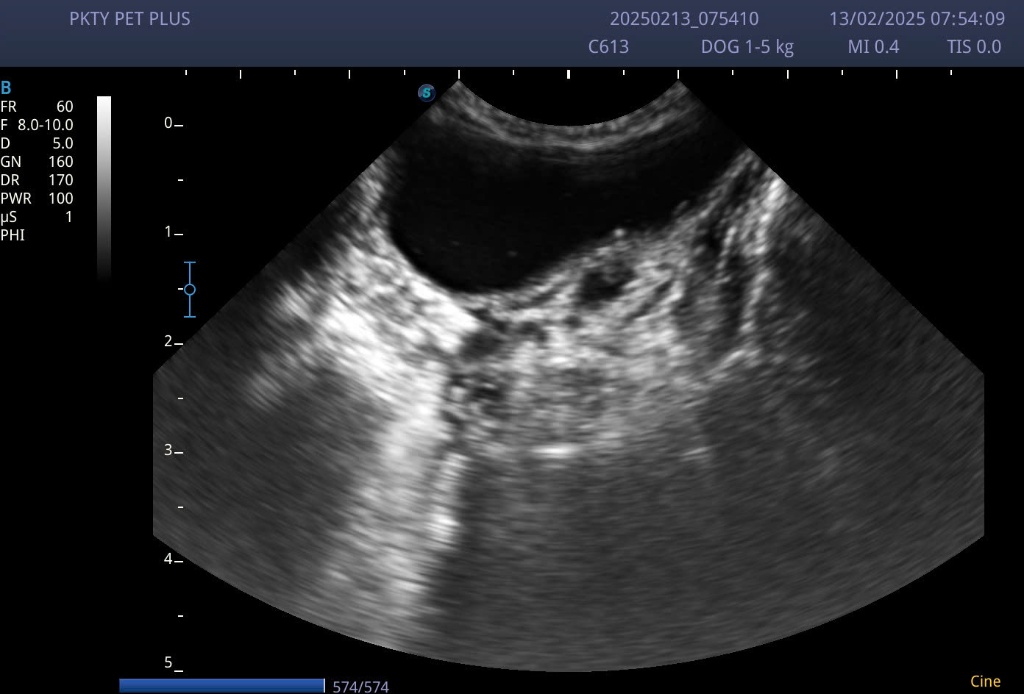 PKTY PET PLUS
20250213_075410
13/02/2025 07:54:09
C613
DOG 1-5 kg
MI 0.4
TIS 0.0
B
FR 60
F 8.0-10.0
D 5.0
GN 160
DR 170
PWR 100
µS 1
PHI
S
0
1
2
3
4
5
574/574
Cine